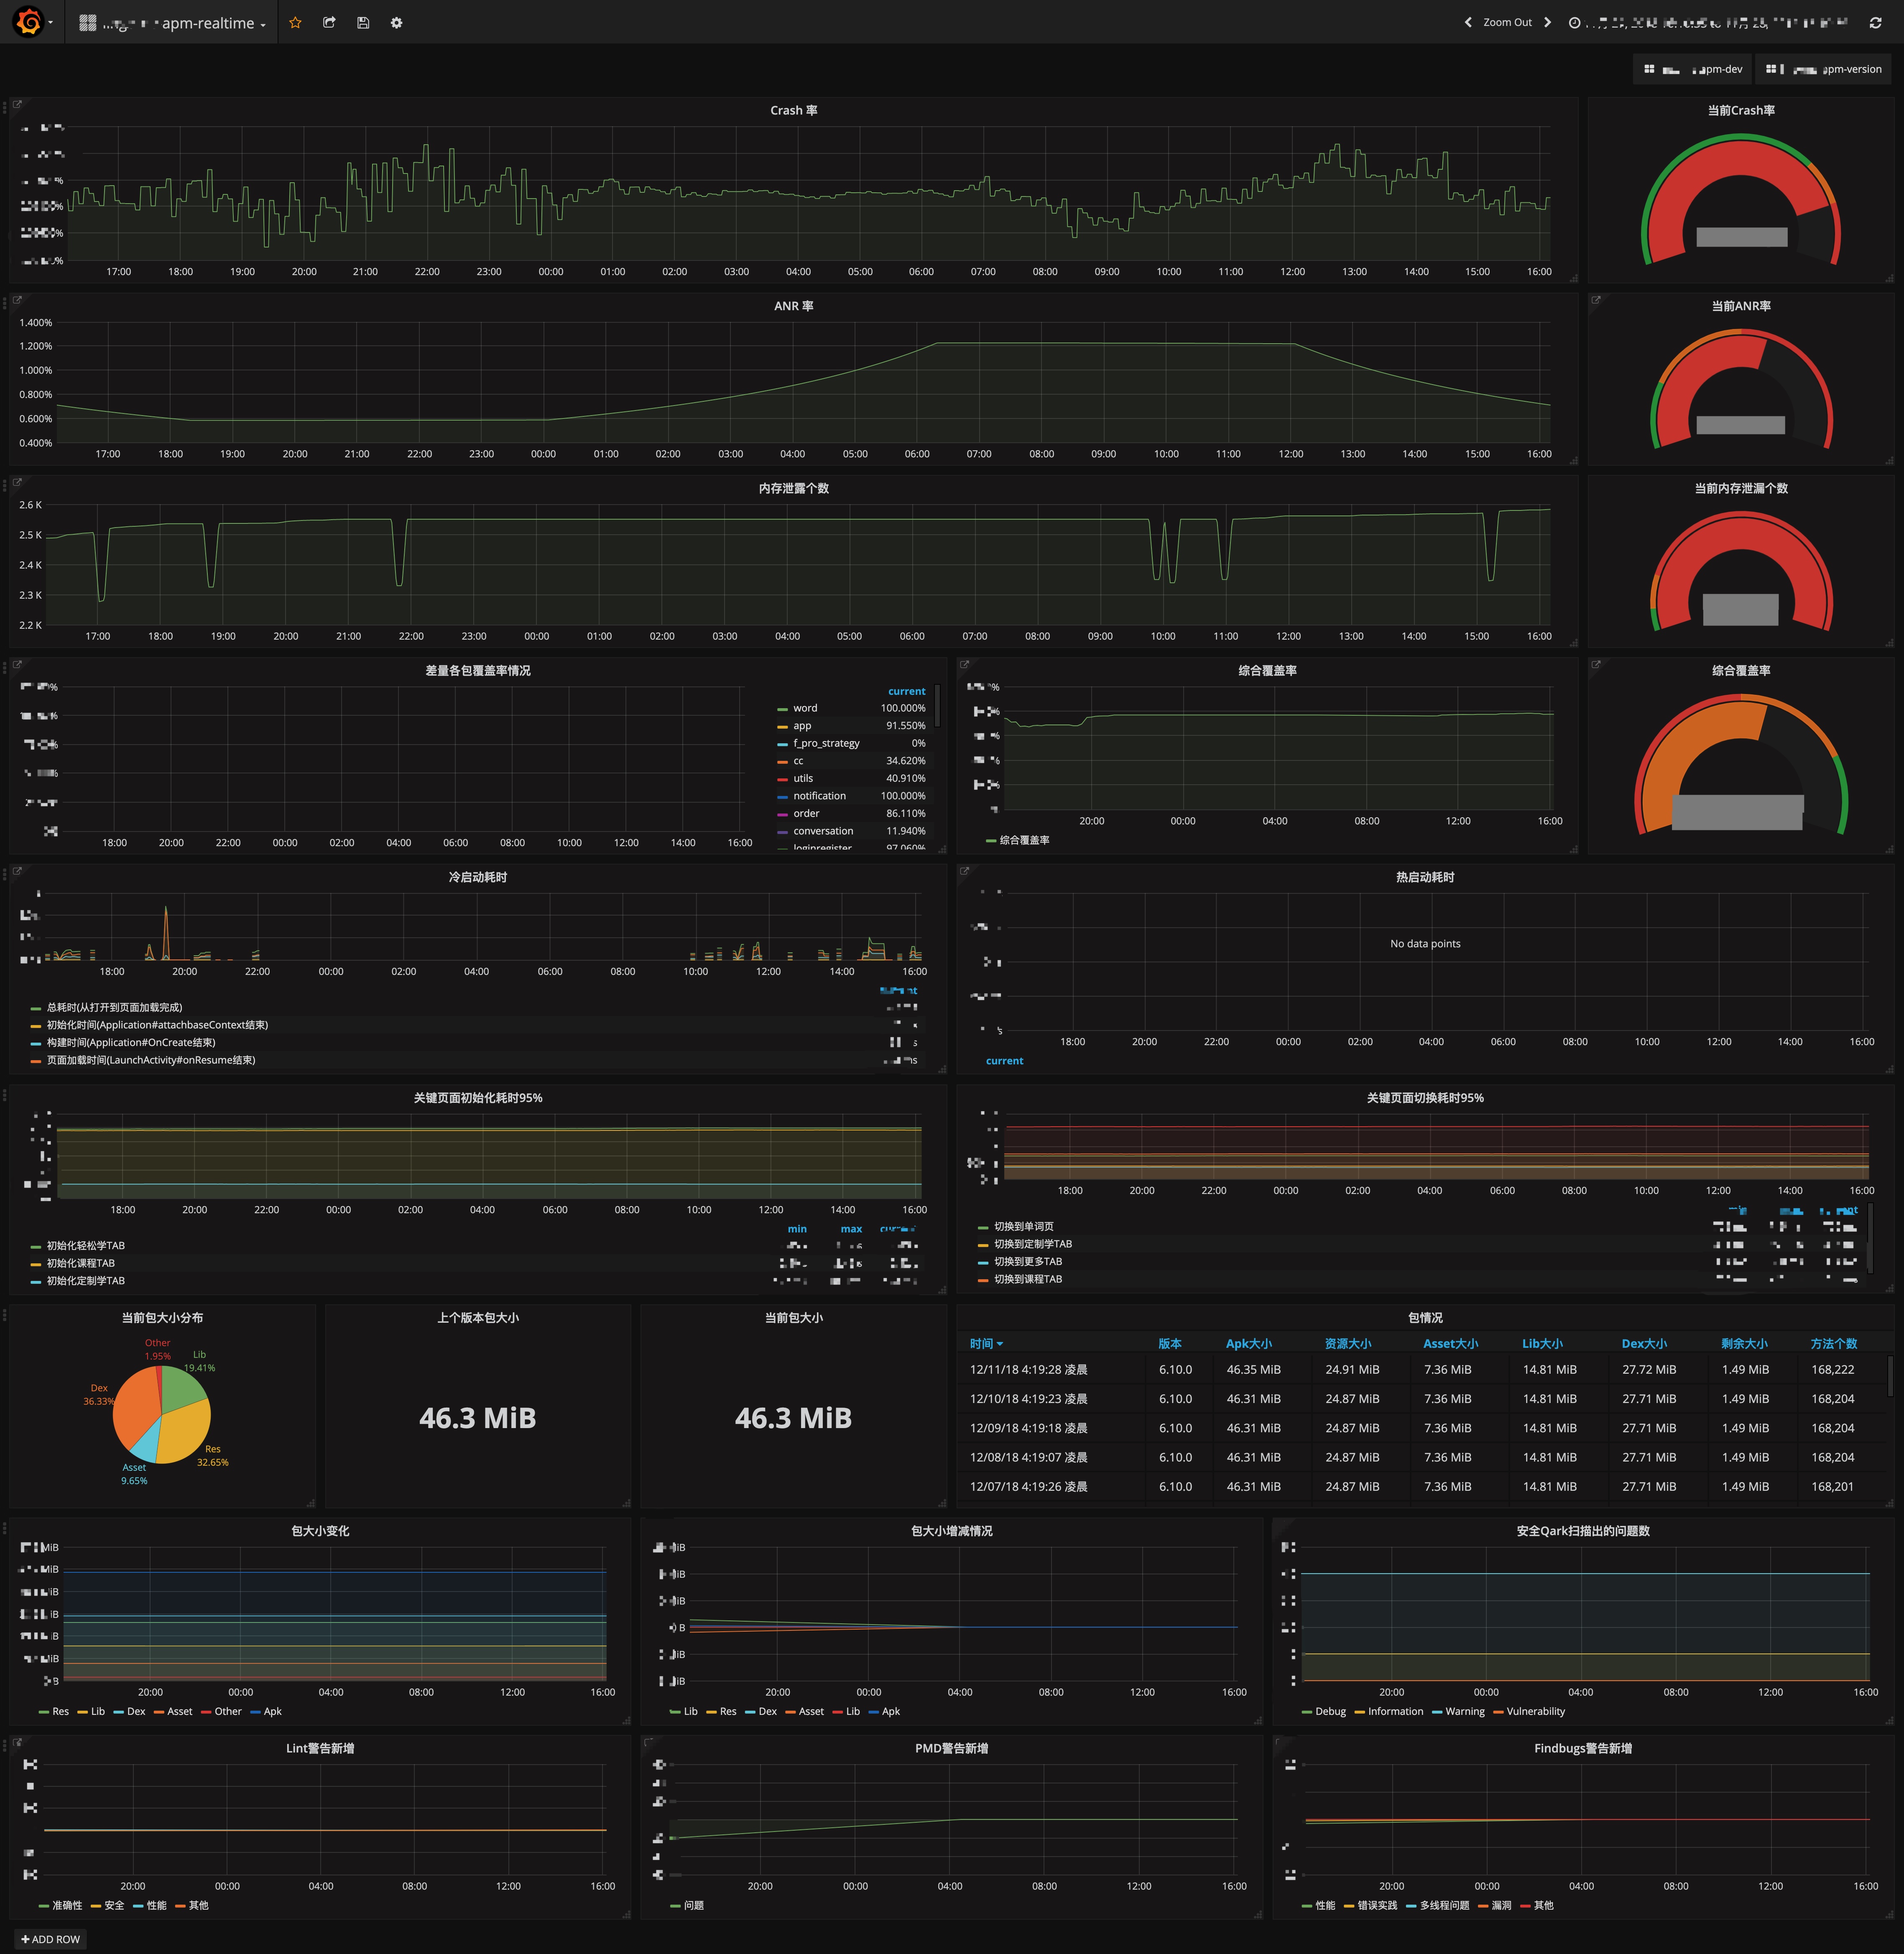 apm-realtime
Zoom Out
apm-dev
apm-version
Crash 率
17:00 18:00 19:00 20:00 21:00 22:00 23:00 00:00 01:00 02:00 03:00 04:00 05:00 06:00 07:00 08:00 09:00 10:00 11:00 12:00 13:00 14:00 15:00 16:00
当前Crash率
ANR 率
1.400%
1.200%
1.000%
0.800%
0.600%
0.400%
17:00 18:00 19:00 20:00 21:00 22:00 23:00 00:00 01:00 02:00 03:00 04:00 05:00 06:00 07:00 08:00 09:00 10:00 11:00 12:00 13:00 14:00 15:00 16:00
当前ANR率
内存泄露个数
2.6 K
2.5 K
2.4 K
2.3 K
2.2 K
17:00 18:00 19:00 20:00 21:00 22:00 23:00 00:00 01:00 02:00 03:00 04:00 05:00 06:00 07:00 08:00 09:00 10:00 11:00 12:00 13:00 14:00 15:00 16:00
当前内存泄漏个数
差量各包覆盖率情况
18:00 20:00 22:00 00:00 02:00 04:00 06:00 08:00 10:00 12:00 14:00 16:00
current
word 100.000%
app 91.550%
f_pro_strategy 0%
cc 34.620%
utils 40.910%
notification 100.000%
order 86.110%
conversation 11.940%
loginregister 97.060%
综合覆盖率
20:00 00:00 04:00 08:00 12:00 16:00
综合覆盖率
综合覆盖率
冷启动耗时
18:00 20:00 22:00 00:00 02:00 04:00 06:00 08:00 10:00 12:00 14:00 16:00
总耗时(从打开到页面加载完成)
初始化时间(Application#attachbaseContext结束)
构建时间(Application#OnCreate结束)
页面加载时间(LaunchActivity#onResume结束)
热启动耗时
No data points
18:00 20:00 22:00 00:00 02:00 04:00 06:00 08:00 10:00 12:00 14:00 16:00
current
关键页面初始化耗时95%
18:00 20:00 22:00 00:00 02:00 04:00 06:00 08:00 10:00 12:00 14:00 16:00
min max
初始化轻松学TAB
初始化课程TAB
初始化定制学TAB
关键页面切换耗时95%
18:00 20:00 22:00 00:00 02:00 04:00 06:00 08:00 10:00 12:00 14:00 16:00
切换到单词页
切换到定制学TAB
切换到更多TAB
切换到课程TAB
当前包大小分布
Other
1.95%
Lib
19.41%
Dex
36.33%
Res
32.65%
Asset
9.65%
上个版本包大小
46.3 MiB
当前包大小
46.3 MiB
包情况
时间 版本 Apk大小 资源大小 Asset大小 Lib大小 Dex大小 剩余大小 方法个数
12/11/18 4:19:28 凌晨 6.10.0 46.35 MiB 24.91 MiB 7.36 MiB 14.81 MiB 27.72 MiB 1.49 MiB 168,222
12/10/18 4:19:23 凌晨 6.10.0 46.31 MiB 24.87 MiB 7.36 MiB 14.81 MiB 27.71 MiB 1.49 MiB 168,204
12/09/18 4:19:18 凌晨 6.10.0 46.31 MiB 24.87 MiB 7.36 MiB 14.81 MiB 27.71 MiB 1.49 MiB 168,204
12/08/18 4:19:07 凌晨 6.10.0 46.31 MiB 24.87 MiB 7.36 MiB 14.81 MiB 27.71 MiB 1.49 MiB 168,204
12/07/18 4:19:26 凌晨 6.10.0 46.31 MiB 24.87 MiB 7.36 MiB 14.81 MiB 27.71 MiB 1.49 MiB 168,201
包大小变化
20:00 00:00 04:00 08:00 12:00 16:00
Res Lib Dex Asset Other Apk
包大小增减情况
20:00 00:00 04:00 08:00 12:00 16:00
Lib Res Dex Asset Lib Apk
安全Qark扫描出的问题数
20:00 00:00 04:00 08:00 12:00 16:00
Debug Information Warning Vulnerability
Lint警告新增
20:00 00:00 04:00 08:00 12:00 16:00
准确性 安全 性能 其他
PMD警告新增
20:00 00:00 04:00 08:00 12:00 16:00
问题
Findbugs警告新增
20:00 00:00 04:00 08:00 12:00 16:00
性能 错误实践 多线程问题 漏洞 其他
ADD ROW